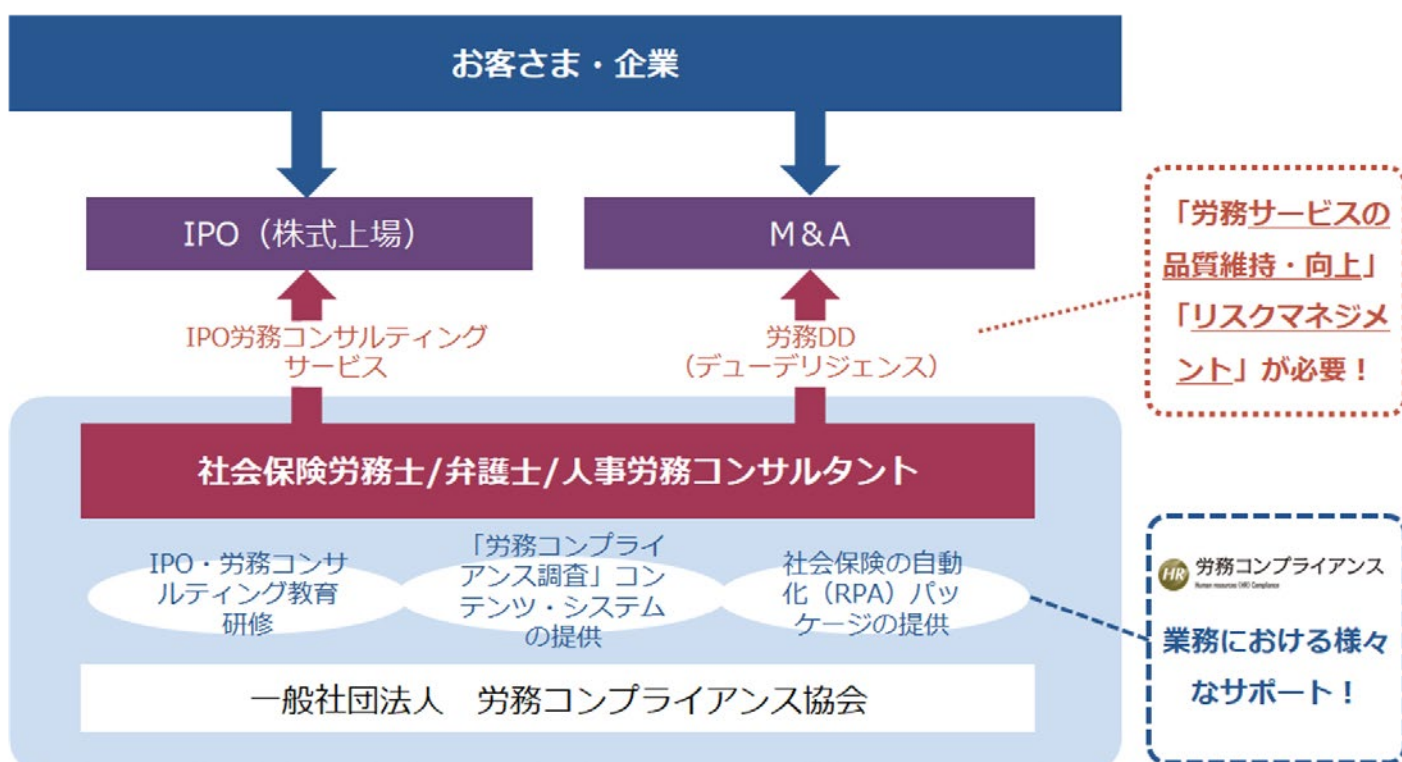 お客さま・企業
IPO（株式上場）
M＆A
IPO労務コンサルティング
サービス
労務DD
（デューデリジェンス）
「労務サービスの
品質維持・向上」
「リスクマネジメ
ント」が必要！
社会保険労務士/弁護士/人事労務コンサルタント
IPO・労務コンサ
ルティング教育
研修
「労務コンプライ
アンス調査」コン
テンツ・システム
の提供
社会保険の自動
化（RPA）パッ
ケージの提供
HR 労務コンプライアンス
業務における様々
なサポート！
一般社団法人　労務コンプライアンス協会